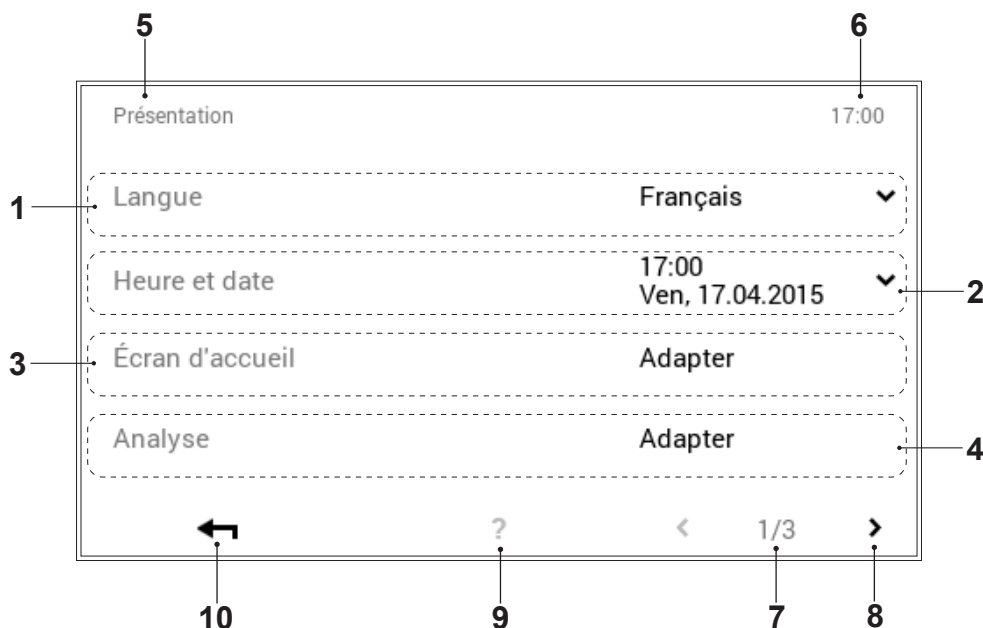 5 6
Présentation 17:00
1 Langue Français
Heure et date 17:00
Ven, 17.04.2015 2
3 Écran d'accueil Adapter
Analyse Adapter 4
? < 1/3 >
10 9 7 8